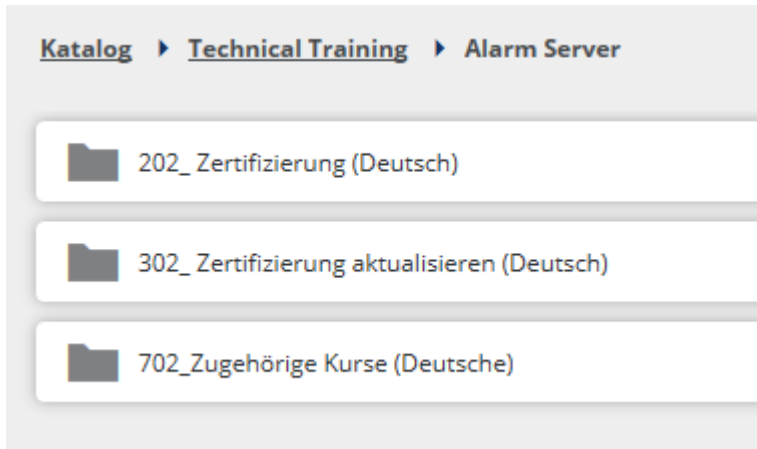 Katalog Technical Training Alarm Server
202_ Zertifizierung (Deutsch)
302_ Zertifizierung aktualisieren (Deutsch)
702_Zugehörige Kurse (Deutsche)